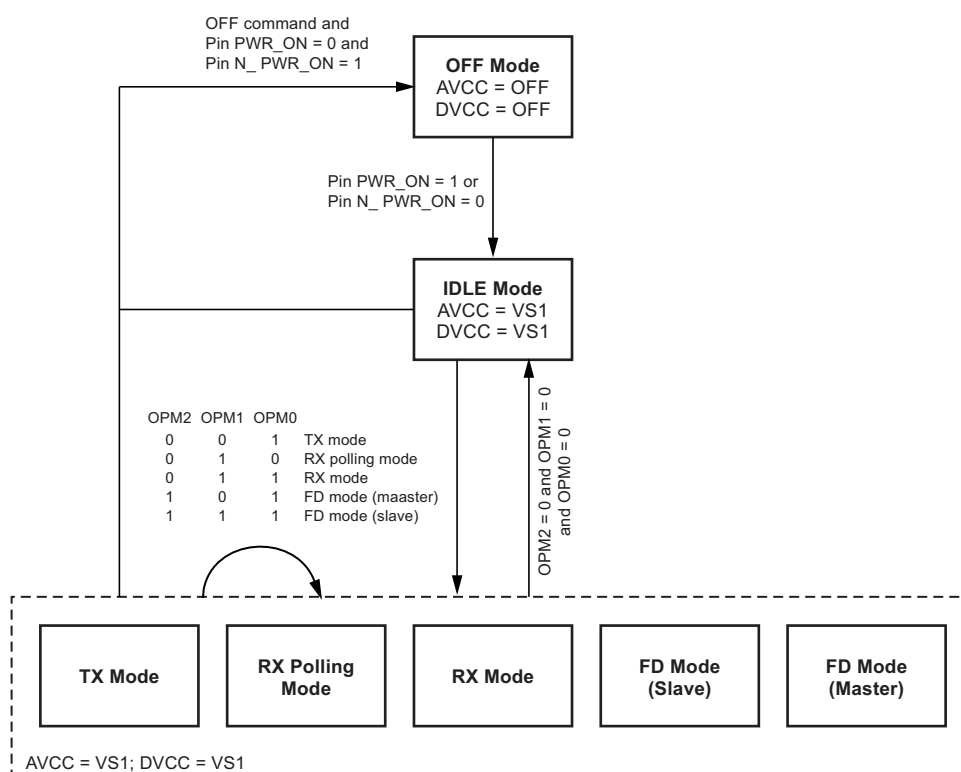 OFF command and
Pin PWR_ON = 0 and
Pin N_ PWR_ON = 1
OFF Mode
AVCC = OFF
DVCC = OFF
Pin PWR_ON = 1 or
Pin N_ PWR_ON = 0
IDLE Mode
AVCC = VS1
DVCC = VS1
OPM2 OPM1 OPM0
0 0 1 TX mode
0 1 0 RX polling mode
0 1 1 RX mode
1 0 1 FD mode (maaster)
1 1 1 FD mode (slave)
OPM2 = 0 and OPM1 = 0
and OPM0 = 0
TX Mode
RX Polling
Mode
RX Mode
FD Mode
(Slave)
FD Mode
(Master)
AVCC = VS1; DVCC = VS1